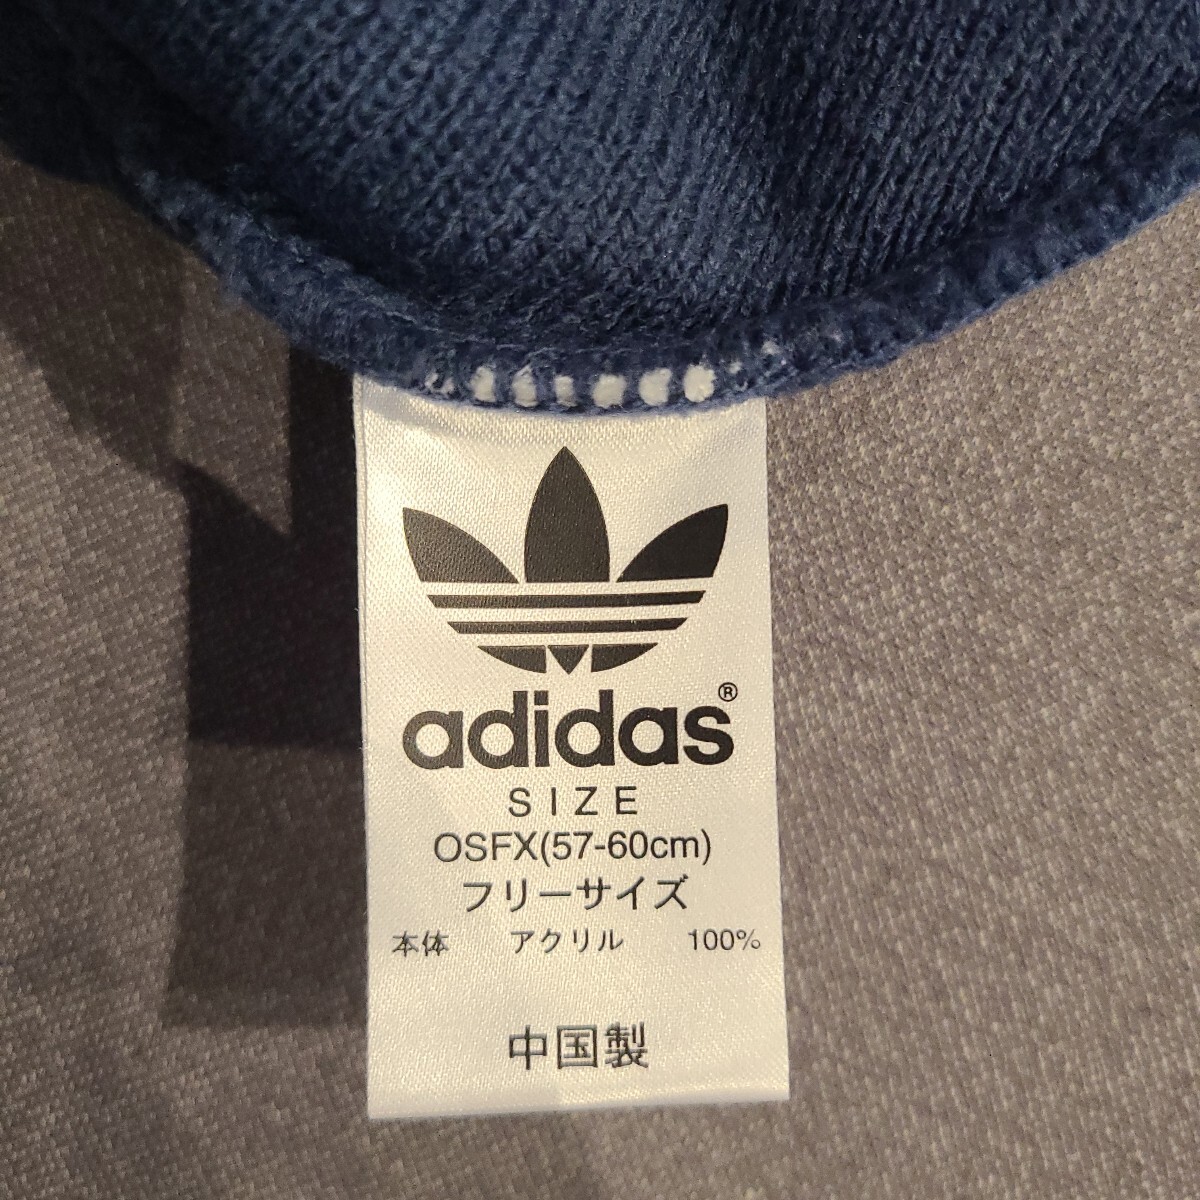 adidas®
SIZE
OSFX(57-60cm)
フリーサイズ
本体 アクリル 100%
中国製